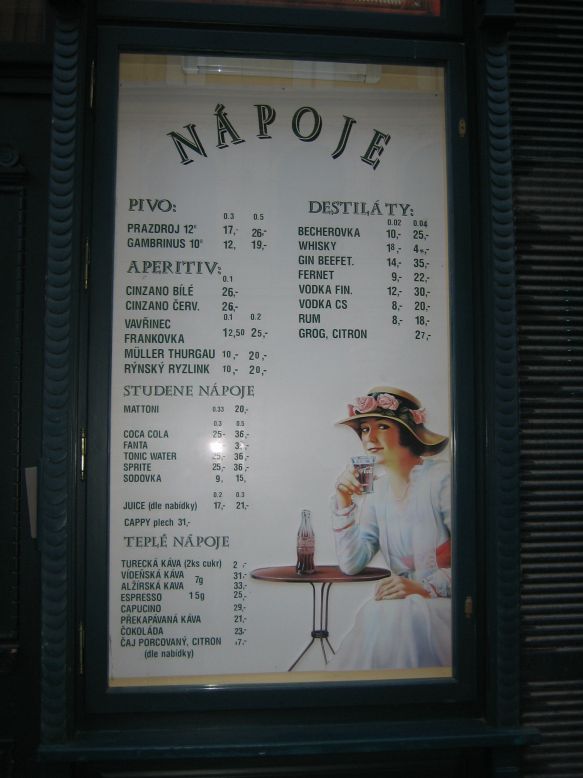 NÁPOJE
PIVO:
0.3 0.5
PRAZDROJ 12° 17,- 26,-
GAMBRINUS 10° 12, 19,-
APERITIV:
0.1
CINZANO BÍLÉ 26,-
CINZANO ČERV. 26,-
0.1 0.2
VAVŘINEC
FRANKOVKA 12,50 25,-
MÜLLER THURGAU 10,- 20,-
RÝNSKÝ RYZLINK 10,- 20,-
STUDENE NÁPOJE
MATTONI 0.33 20,-
0.3 0.5
COCA COLA 25- 36,-
FANTA
TONIC WATER 25,- 36,-
SPRITE 25,- 36,-
SODOVKA 9, 15,
0.2 0.3
JUICE (dle nabídky) 17,- 21,-
CAPPY plech 31,-
TEPLÉ NÁPOJE
TURECKÁ KÁVA (2ks cukr)
VÍDEŇSKÁ KÁVA 7g 31,-
ALŽÍRSKÁ KÁVA 33,-
ESPRESSO 15g 25,-
CAPUCINO 29,-
PŘEKAPÁVANÁ KÁVA 21,-
ČOKOLÁDA 23,-
ČAJ PORCOVANÝ, CITRON
(dle nabídky)
DESTILÁTY:
0.02 0.04
BECHEROVKA 10,- 25,-
WHISKY 18,-
GIN BEEFET. 14,- 35,-
FERNET 9,- 22,-
VODKA FIN. 12,- 30,-
VODKA CS 8,- 20,-
RUM 8,- 18,-
GROG, CITRON 27,-